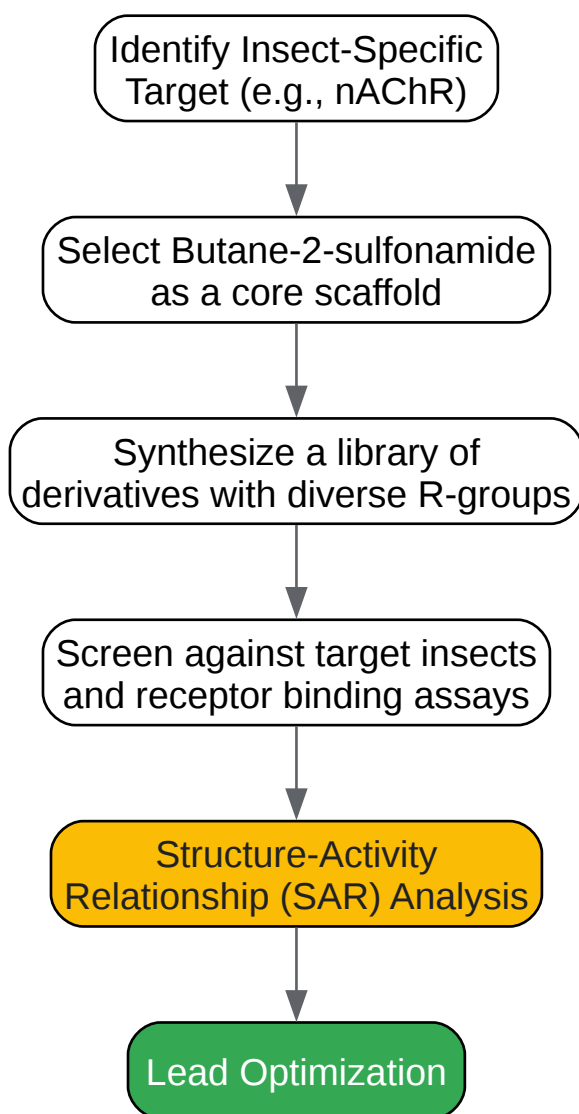 Identify Insect-Specific
Target (e.g., nAChR)
Select Butane-2-sulfonamide
as a core scaffold
Synthesize a library of
derivatives with diverse R-groups
Screen against target insects
and receptor binding assays
Structure-Activity
Relationship (SAR) Analysis
Lead Optimization